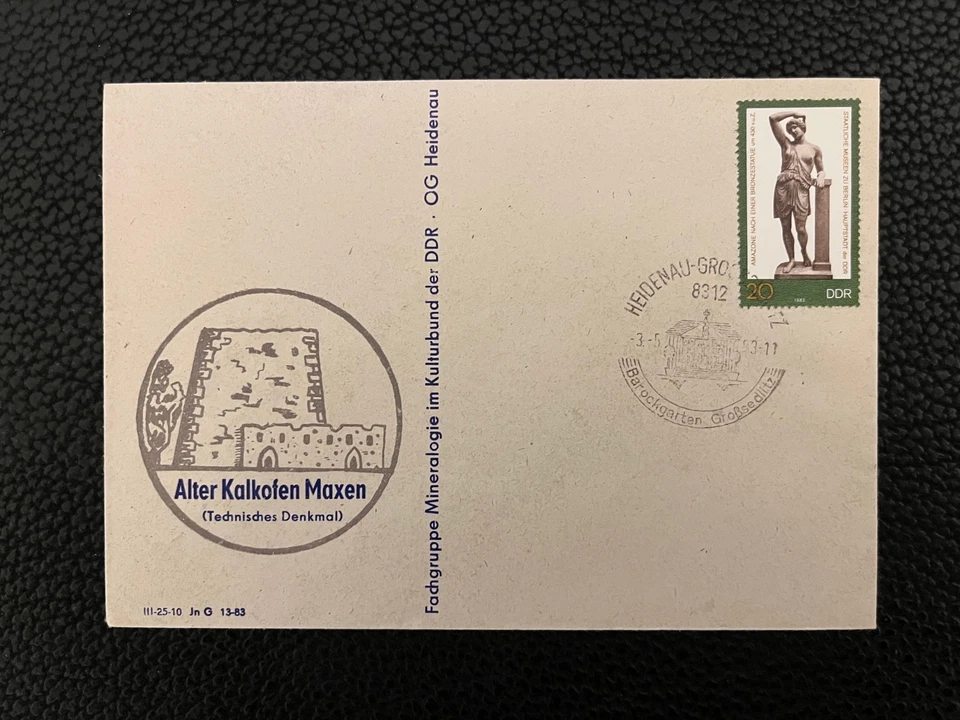 Alter Kalkofen Maxen
(Technisches Denkmal)
III-25-10 Jn G 13-83
Fachgruppe Mineralogie im Kulturbund der DDR · OG Heidenau
AMAZONE NACH EINER BRONZESTATUE um 430 v.u.Z.
STAATLICHE MUSEEN ZU BERLIN · HAUPTSTADT der DDR
20
1983
DDR
8312
-11
Barockgarten Großsedlitz